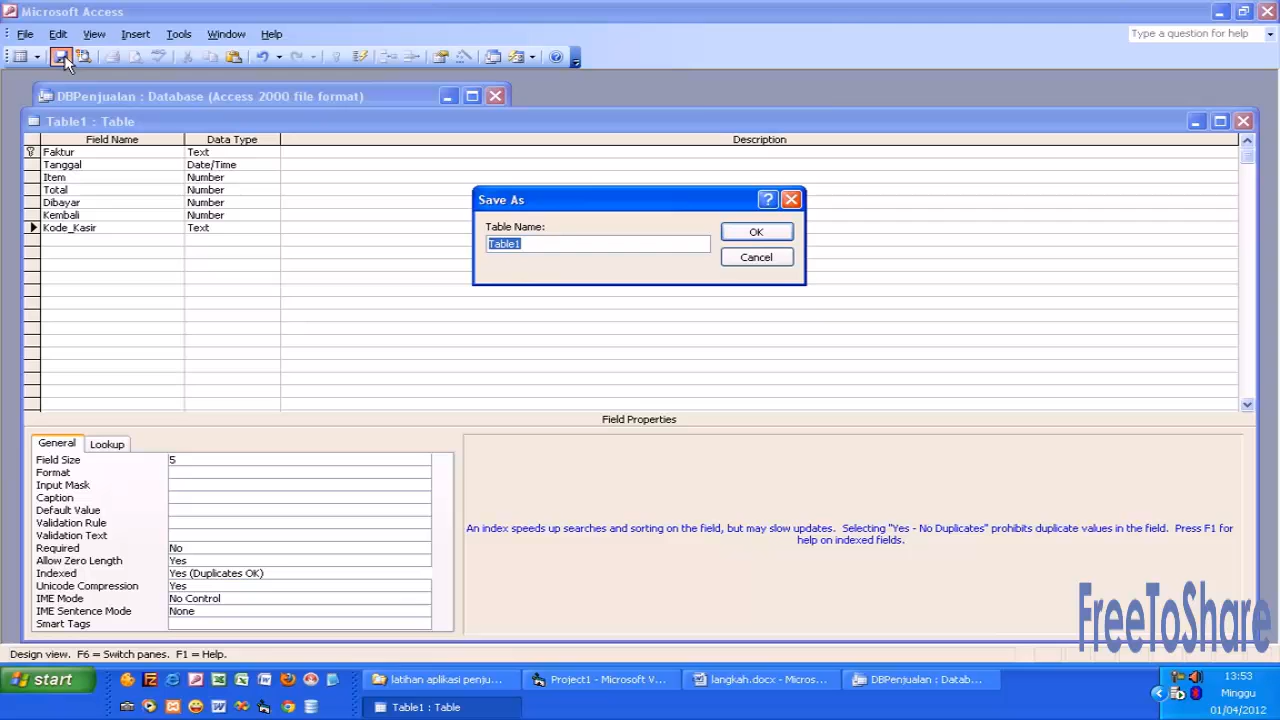 Microsoft Access
File Edit View Insert Tools Window Help
Type a question for help
DBPenjualan : Database (Access 2000 file format)
Table1 : Table
Field Name Data Type Description
Faktur Text
Tanggal Date/Time
Item Number
Total Number
Dibayar Number
Kembali Number
Kode_Kasir Text
Save As
Table Name:
Table1
OK
Cancel
Field Properties
General Lookup
Field Size 5
Format
Input Mask
Caption
Default Value
Validation Rule
Validation Text
Required No
Allow Zero Length Yes
Indexed Yes (Duplicates OK)
Unicode Compression Yes
IME Mode No Control
IME Sentence Mode None
Smart Tags
An index speeds up searches and sorting on the field, but may slow updates. Selecting "Yes - No Duplicates" prohibits duplicate values in the field. Press F1 for
help on indexed fields.
FreeToShare
Design view. F6 = Switch panes. F1 = Help.
start
latihan aplikasi penju... Project1 - Microsoft V... langkah.docx - Micros... DBPenjualan : Datab...
Table1 : Table
13:53
Minggu
01/04/2012